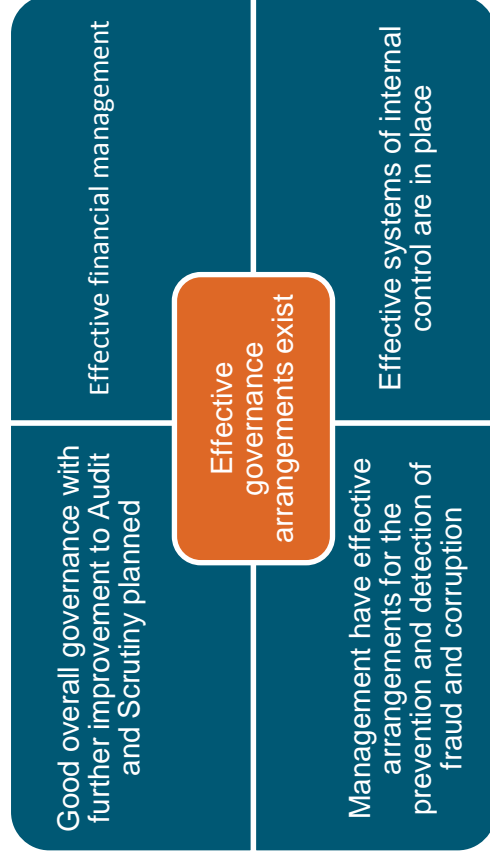 Good overall governance with
further improvement to Audit
and Scrutiny planned
Effective financial management
Effective
governance
arrangements exist
Management have effective
arrangements for the
prevention and detection of
fraud and corruption
Effective systems of internal
control are in place